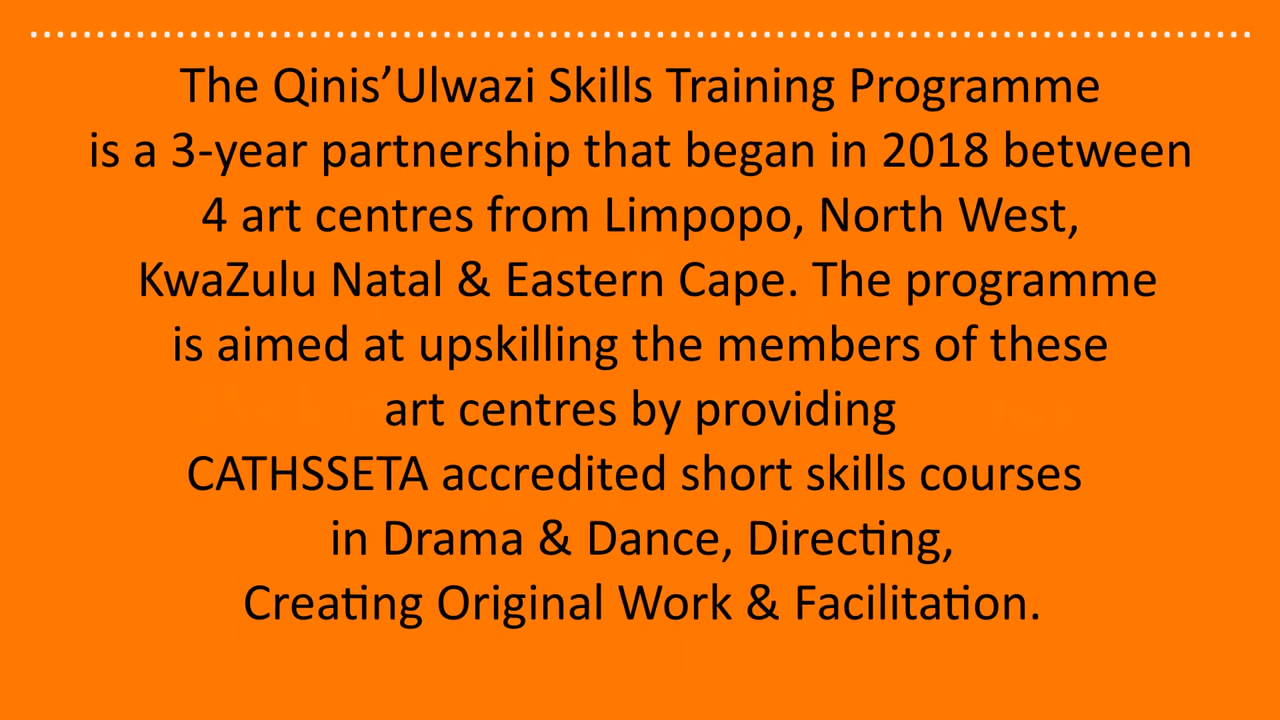 The Qinis’Ulwazi Skills Training Programme
is a 3-year partnership that began in 2018 between
4 art centres from Limpopo, North West,
KwaZulu Natal & Eastern Cape. The programme
is aimed at upskilling the members of these
art centres by providing
CATHSSETA accredited short skills courses
in Drama & Dance, Directing,
Creating Original Work & Facilitation.